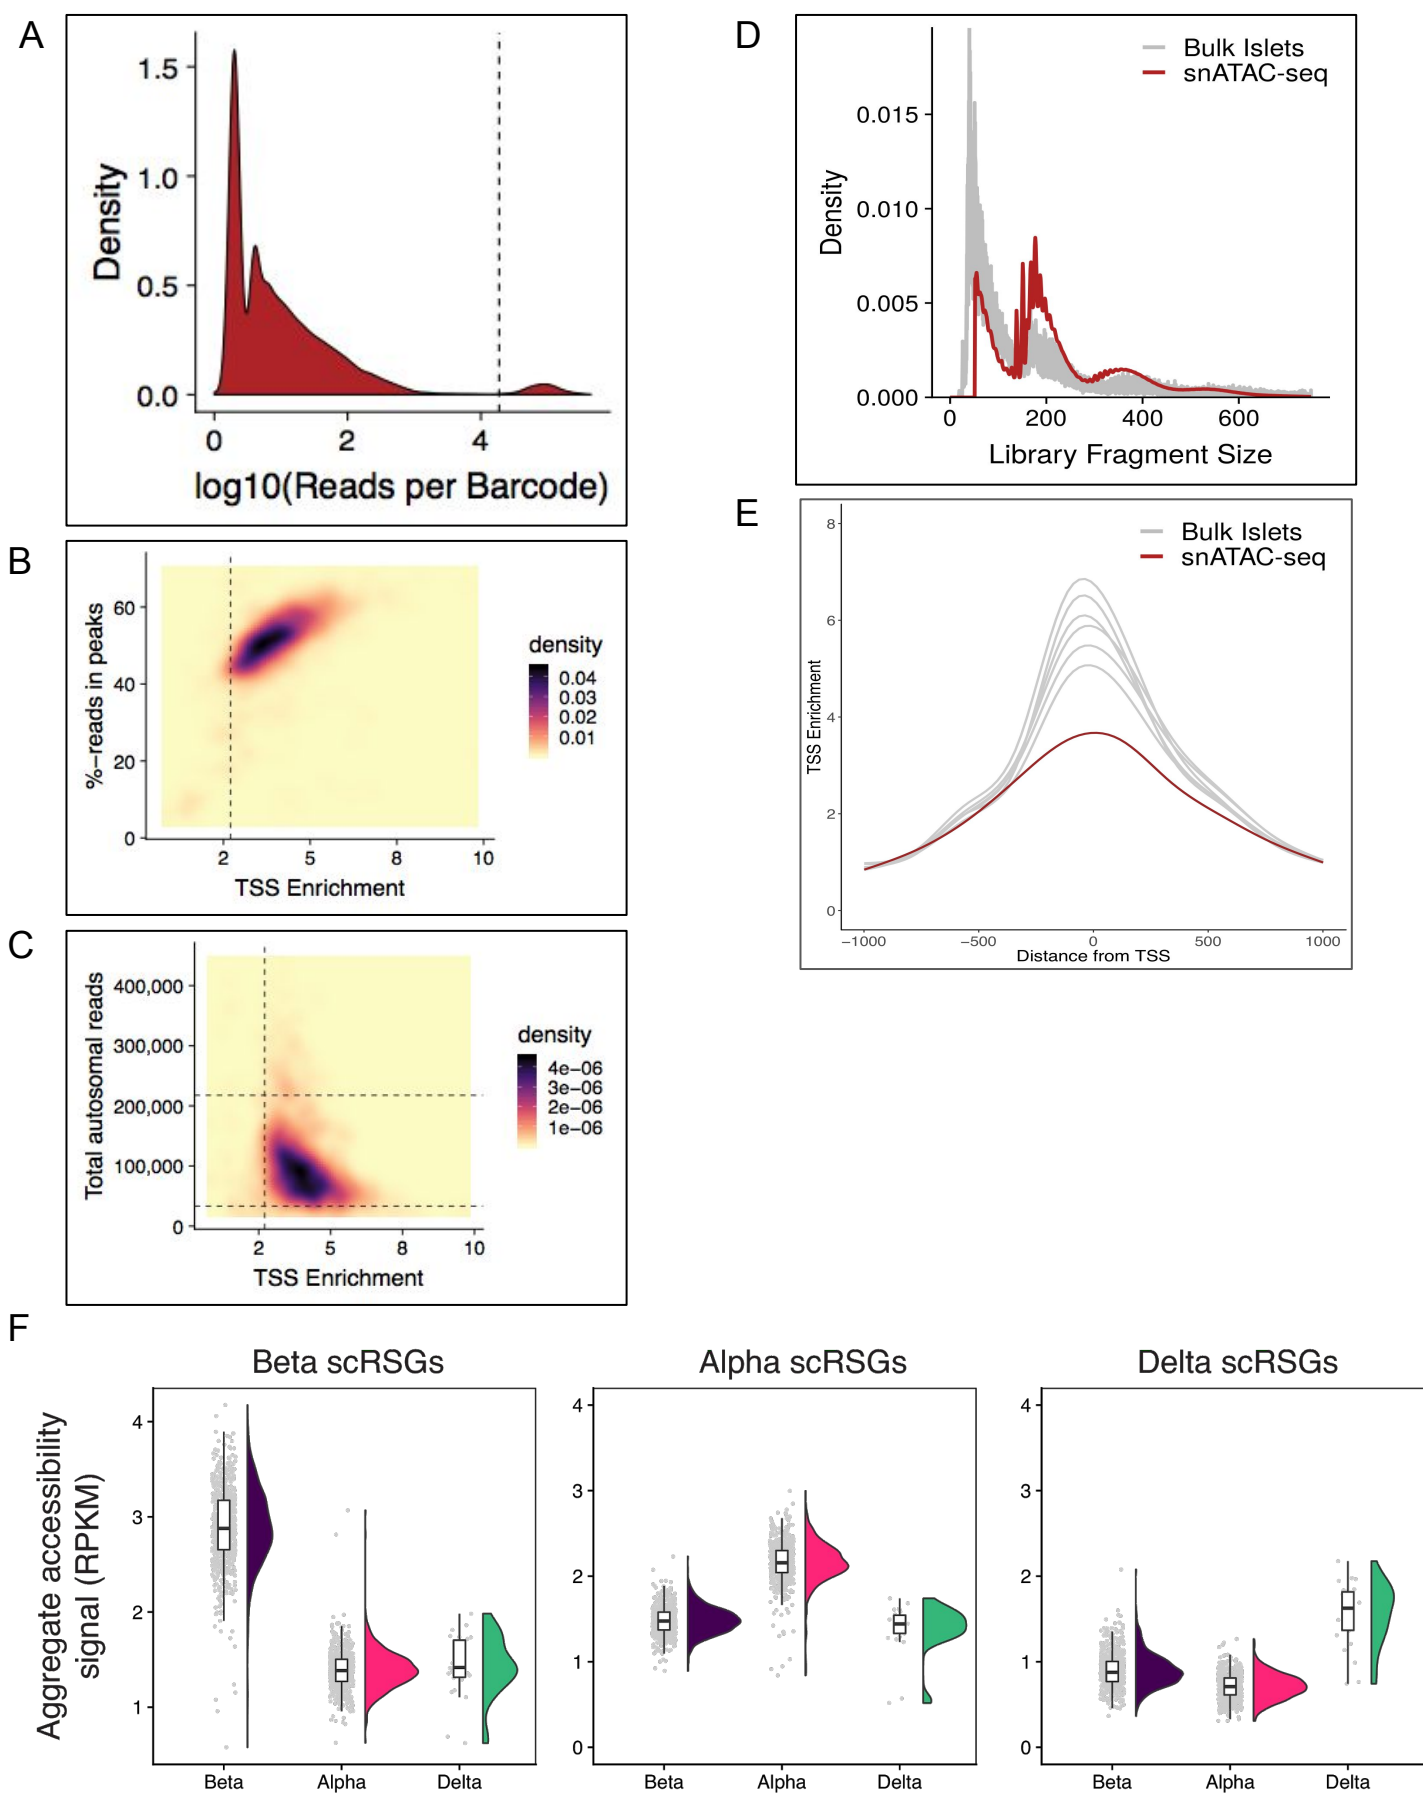 A
Density
1.5
1.0
0.5
0.0
0 2 4
log10(Reads per Barcode)
B
%−reads in peaks
60
40
20
0
2 5 8 10
TSS Enrichment
density
0.04
0.03
0.02
0.01
C
Total autosomal reads
400,000
300,000
200,000
100,000
0
2 5 8 10
TSS Enrichment
density
4e−06
3e−06
2e−06
1e−06
D
Bulk Islets
snATAC-seq
Density
0.015
0.010
0.005
0.000
0 200 400 600
Library Fragment Size
E
Bulk Islets
snATAC-seq
TSS Enrichment
8
6
4
2
0
−1000 −500 0 500 1000
Distance from TSS
F
Aggregate accessibility
signal (RPKM)
Beta scRSGs
4
3
2
1
Beta Alpha Delta
Alpha scRSGs
4
3
2
1
0
Beta Alpha Delta
Delta scRSGs
4
3
2
1
0
Beta Alpha Delta